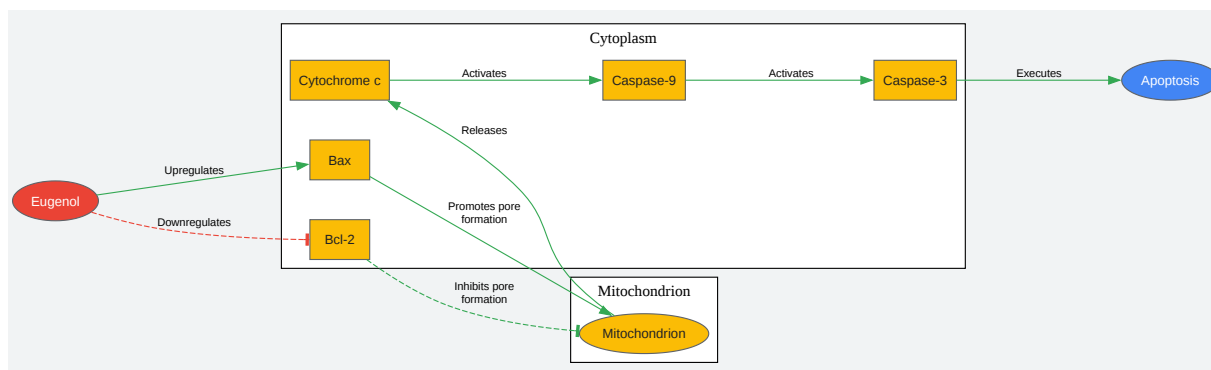 Cytoplasm
Cytochrome c
Activates
Caspase-9
Activates
Caspase-3
Executes
Apoptosis
Releases
Bax
Upregulates
Eugenol
Promotes pore
formation
Downregulates
Bcl-2
Inhibits pore
formation
Mitochondrion
Mitochondrion